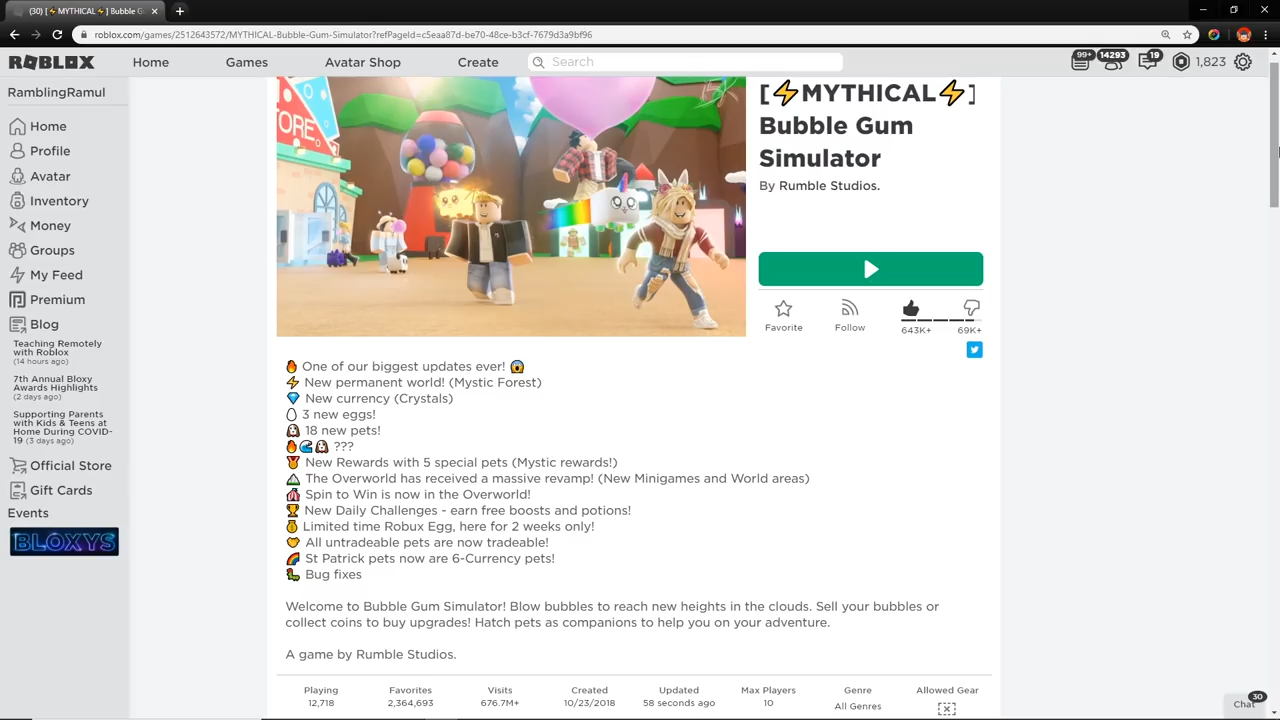 (30) [⚡MYTHICAL⚡] Bubble G
roblox.com/games/2512643572/MYTHICAL-Bubble-Gum-Simulator?refPageId=c5eaa87d-be70-48ce-b3cf-7679d3a9bf96
ROBLOX Home Games Avatar Shop Create Search 99+ 14293 19 1,823
RamblingRamul
Home
Profile
Avatar
Inventory
Money
Groups
My Feed
Premium
Blog
Teaching Remotely
with Roblox
(14 hours ago)
7th Annual Bloxy
Awards Highlights
(2 days ago)
Supporting Parents
with Kids & Teens at
Home During COVID-
19 (3 days ago)
Official Store
Gift Cards
Events
BLOXYS
ORE
[⚡MYTHICAL⚡]
Bubble Gum
Simulator
By Rumble Studios.
Favorite Follow 643K+ 69K+
🔥 One of our biggest updates ever! 😱
⚡ New permanent world! (Mystic Forest)
💎 New currency (Crystals)
🥚 3 new eggs!
🐶 18 new pets!
🔥🌊🐶 ???
🏅 New Rewards with 5 special pets (Mystic rewards!)
The Overworld has received a massive revamp! (New Minigames and World areas)
🎪 Spin to Win is now in the Overworld!
🏆 New Daily Challenges - earn free boosts and potions!
💰 Limited time Robux Egg, here for 2 weeks only!
All untradeable pets are now tradeable!
🌈 St Patrick pets now are 6-Currency pets!
🐛 Bug fixes
Welcome to Bubble Gum Simulator! Blow bubbles to reach new heights in the clouds. Sell your bubbles or
collect coins to buy upgrades! Hatch pets as companions to help you on your adventure.
A game by Rumble Studios.
Playing Favorites Visits Created Updated Max Players Genre Allowed Gear
12,718 2,364,693 676.7M+ 10/23/2018 58 seconds ago 10 All Genres
Chat 30